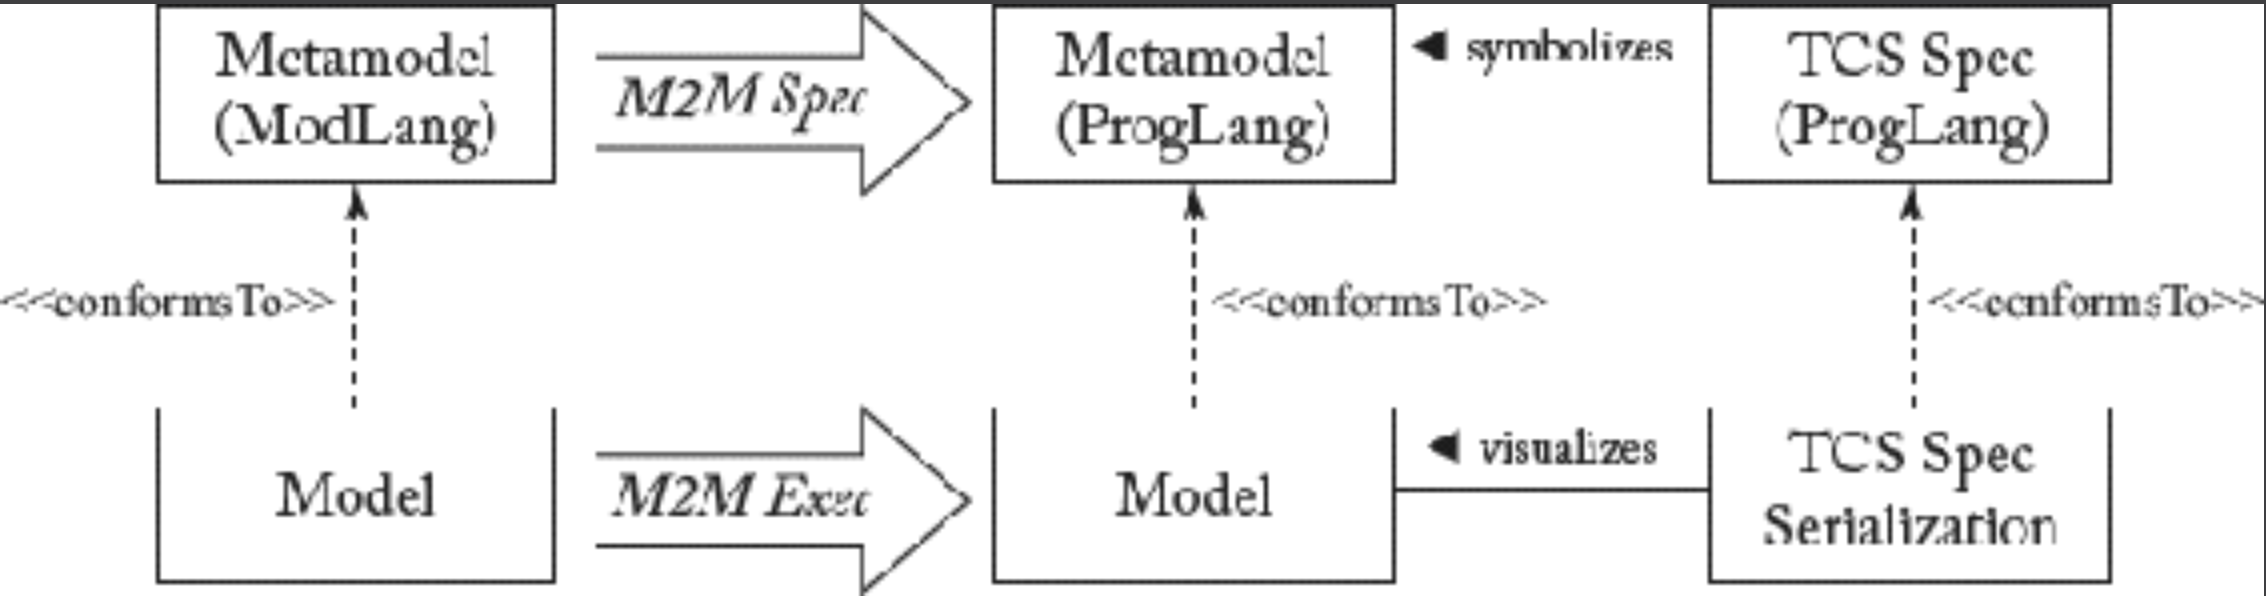 Metamodel
(ModLang)
M2M Spec
Metamodel
(ProgLang)
◄ symbolizes
TCS Spec
(ProgLang)
<<conformsTo>>
<<conformsTo>>
<<conformsTo>>
Model
M2M Exec
Model
◄ visualizes
TCS Spec
Serialization